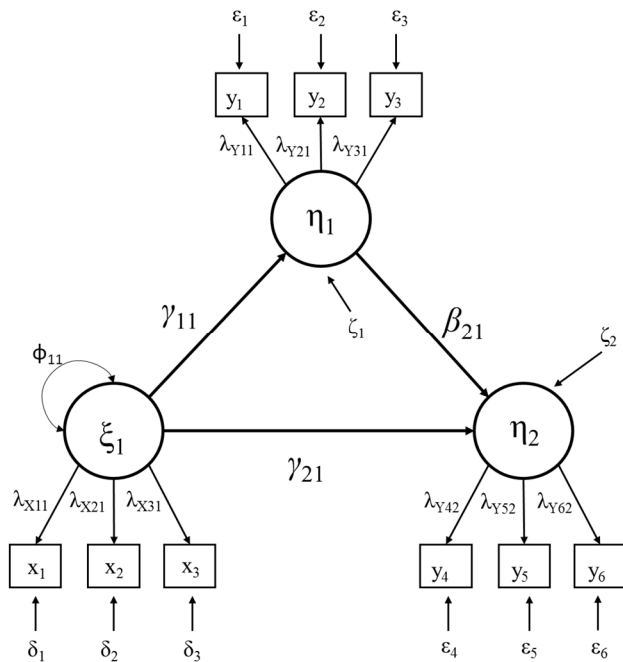 ε₁ ε₂ ε₃
y₁ y₂ y₃
λY11 λY21 λY31
η₁
γ₁₁ ζ₁ β₂₁ ζ₂
ϕ₁₁
ξ₁ η₂
γ₂₁
λX11 λX21 λX31 λY42 λY52 λY62
x₁ x₂ x₃ y₄ y₅ y₆
δ₁ δ₂ δ₃ ε₄ ε₅ ε₆